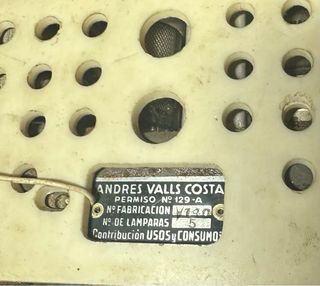 ANDRES VALLS COSTA
PERMISO Nº 129-A
Nº FABRICACION
Nº DE LAMPARAS 5
Contribución USOS y CONSUMOS